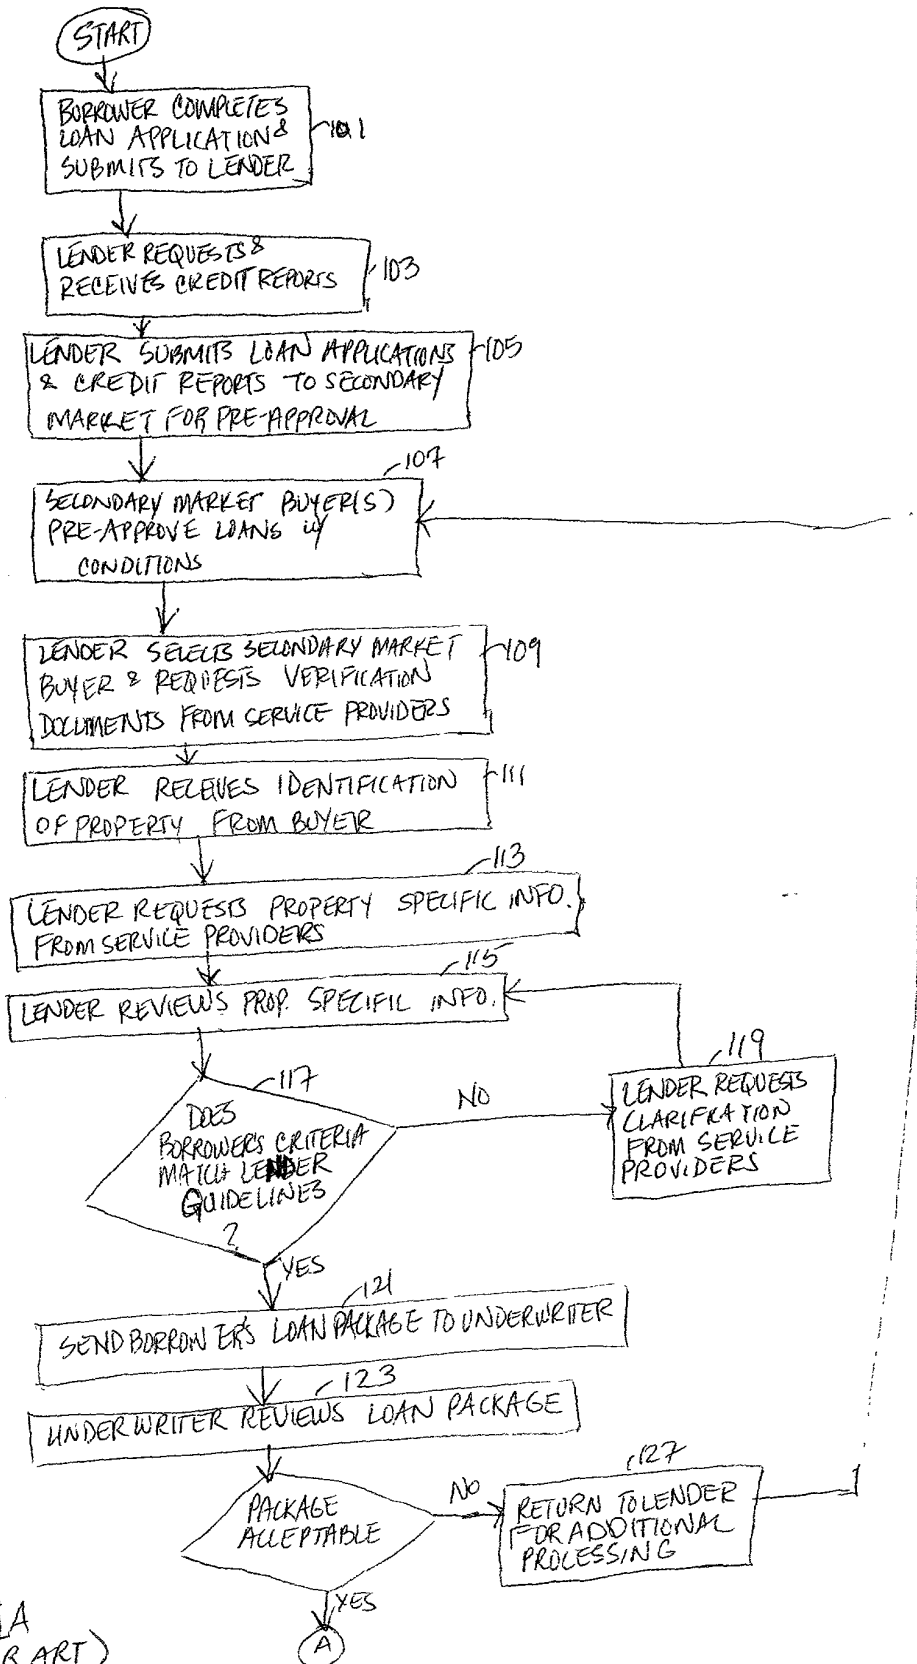 START
BORROWER COMPLETES
LOAN APPLICATION &
SUBMITS TO LENDER
101
LENDER REQUESTS &
RECEIVES CREDIT REPORTS
103
LENDER SUBMITS LOAN APPLICATIONS
& CREDIT REPORTS TO SECONDARY
MARKET FOR PRE-APPROVAL
105
107
SECONDARY MARKET BUYER(S)
PRE-APPROVE LOANS w/
CONDITIONS
LENDER SELECTS SECONDARY MARKET
BUYER & REQUESTS VERIFICATION
DOCUMENTS FROM SERVICE PROVIDERS
109
LENDER RECEIVES IDENTIFICATION
OF PROPERTY FROM BUYER
111
113
LENDER REQUESTS PROPERTY SPECIFIC INFO.
FROM SERVICE PROVIDERS
115
LENDER REVIEWS PROP. SPECIFIC INFO.
117
DOES
BORROWER'S CRITERIA
MATCH LENDER
GUIDELINES
?
NO
119
LENDER REQUESTS
CLARIFICATION
FROM SERVICE
PROVIDERS
YES
121
SEND BORROWER'S LOAN PACKAGE TO UNDERWRITER
123
UNDERWRITER REVIEWS LOAN PACKAGE
PACKAGE
ACCEPTABLE
NO
127
RETURN TO LENDER
FOR ADDITIONAL
PROCESSING
YES
A
1A
R ART)